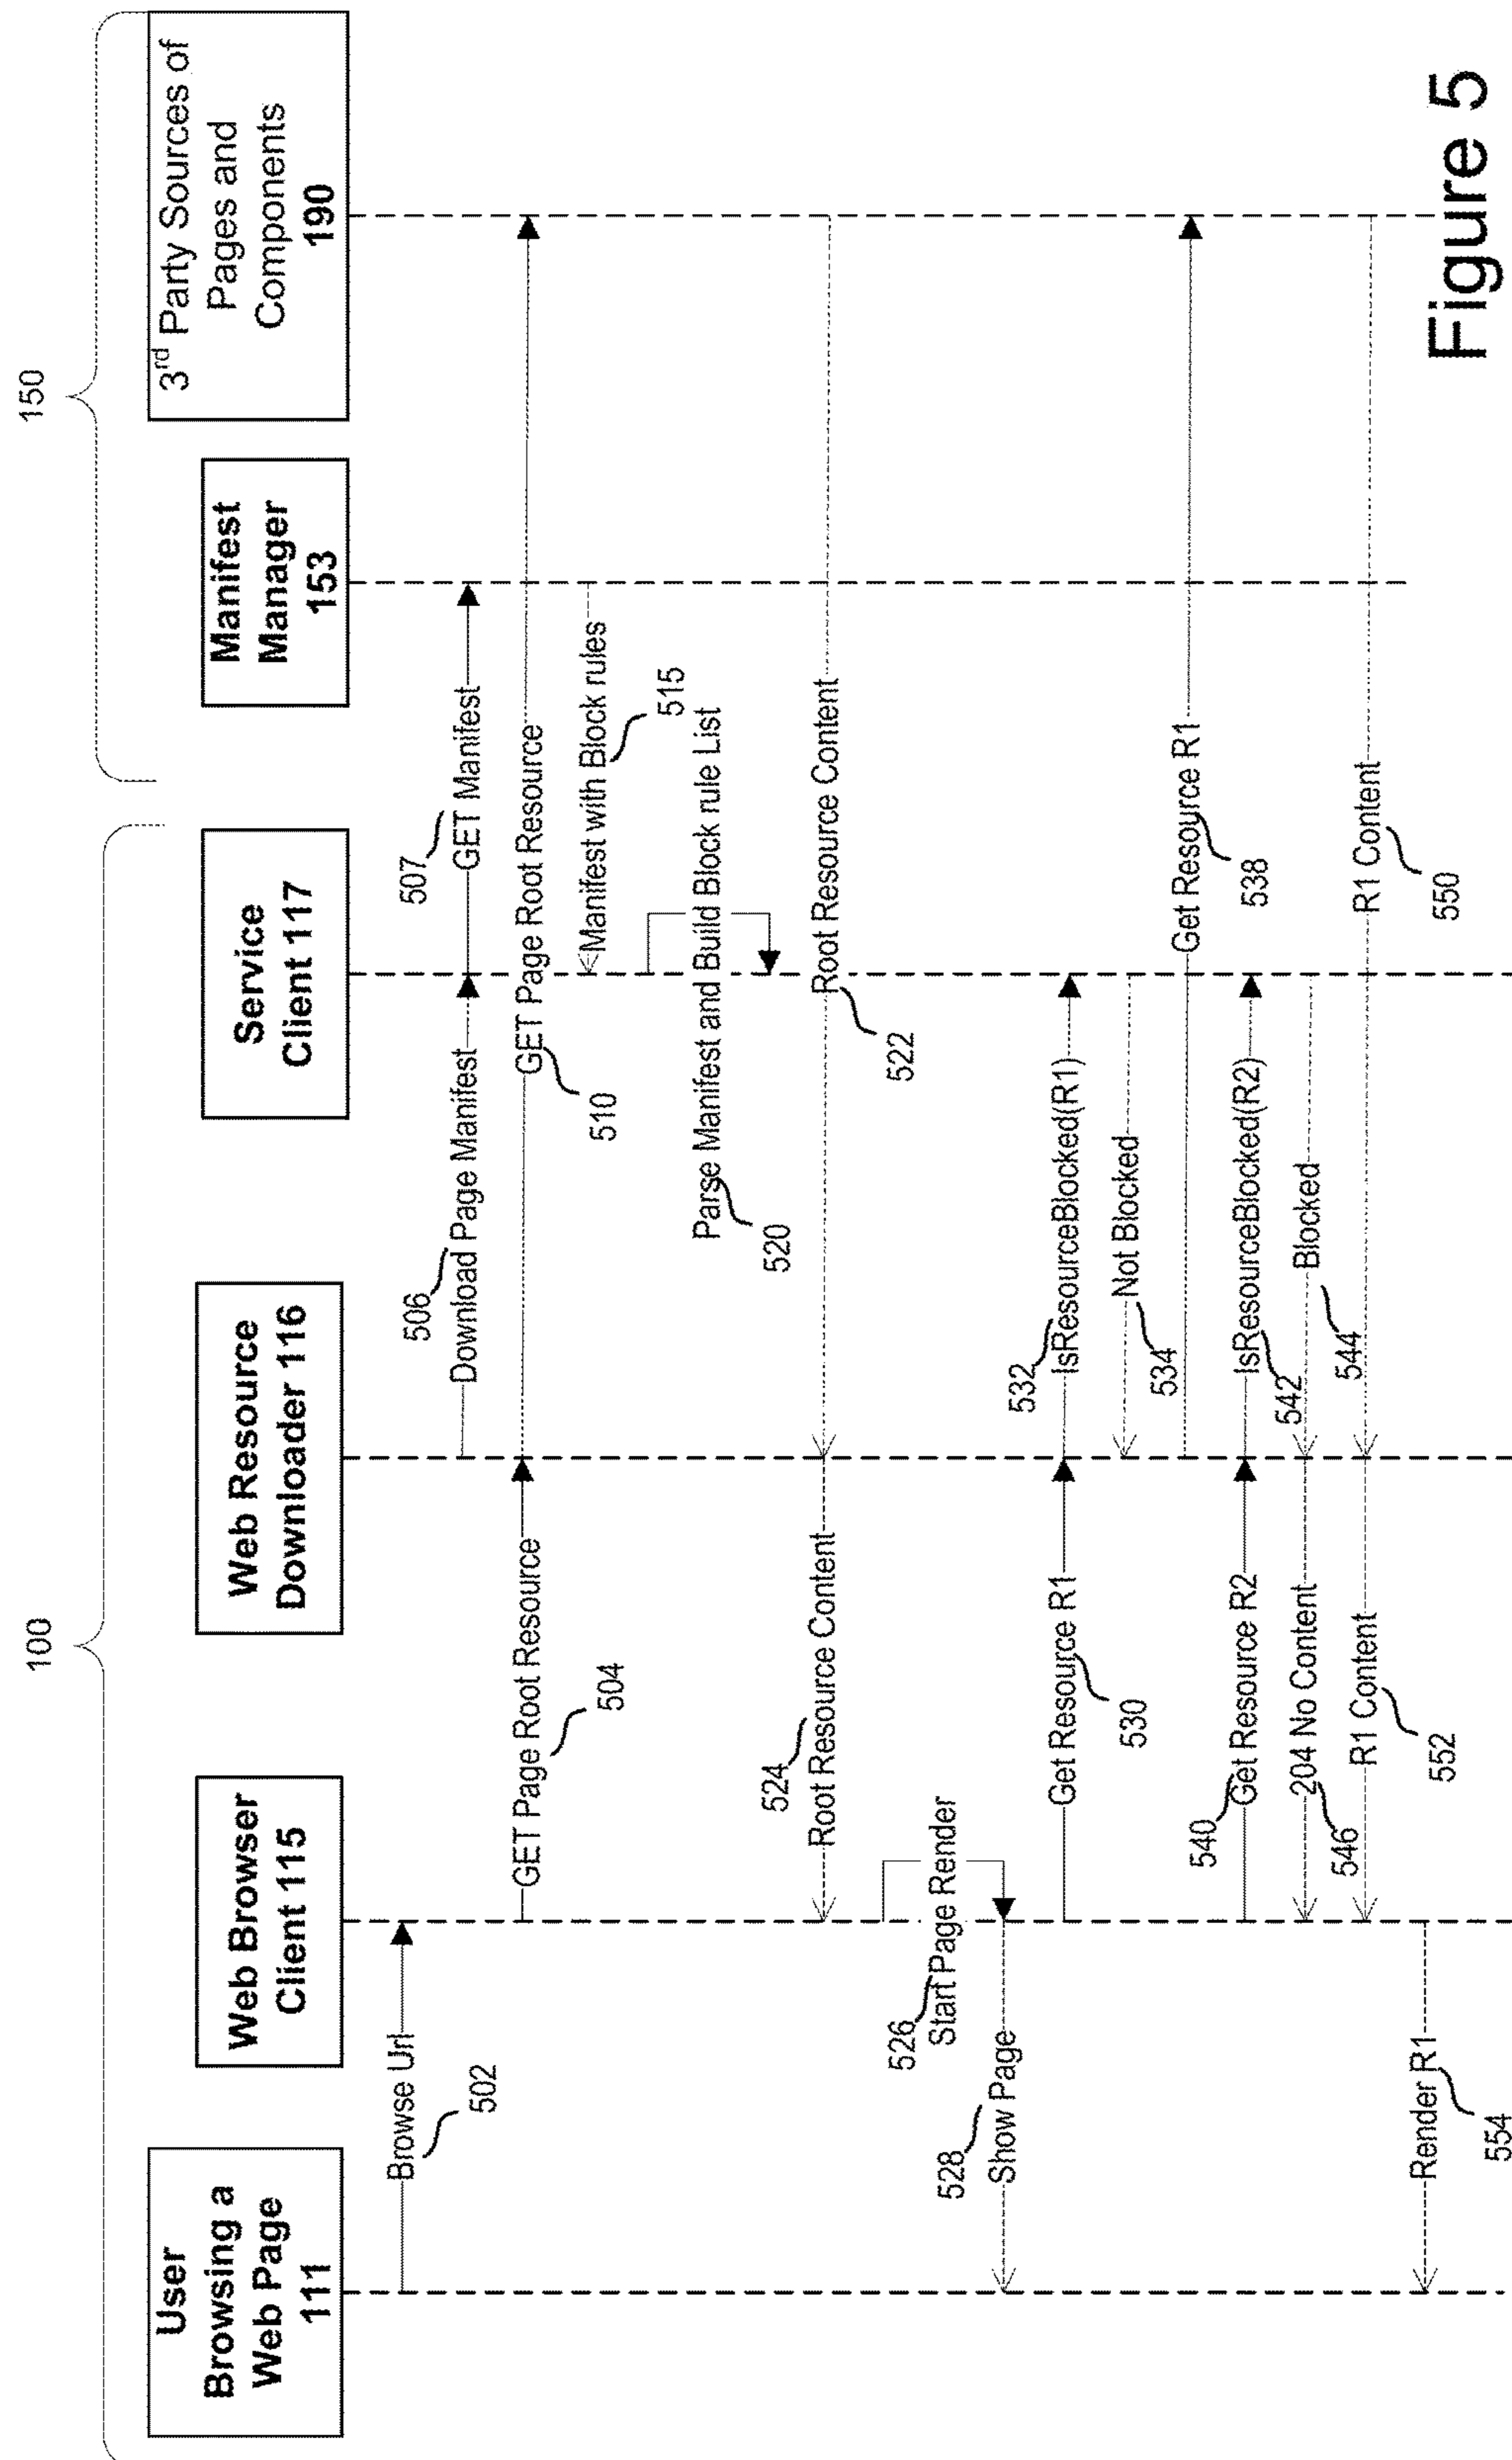 100
150
User
Browsing a
Web Page
111
Web Browser
Client 115
Web Resource
Downloader 116
Service
Client 117
Manifest
Manager
153
3rd Party Sources of
Pages and
Components
190
Browse Url
502
506
Download Page Manifest
507
GET Manifest
GET Page Root Resource
504
GET Page Root Resource
510
Manifest with Block rules
515
Parse Manifest and Build Block rule List
520
524
Root Resource Content
Root Resource Content
522
526
Start Page Render
528
Show Page
Get Resource R1
530
532
IsResourceBlocked(R1)
Not Blocked
534
Get Resource R1
538
540
Get Resource R2
IsResourceBlocked(R2)
542
Blocked
544
204 No Content
546
R1 Content
552
R1 Content
550
Render R1
554
Figure 5